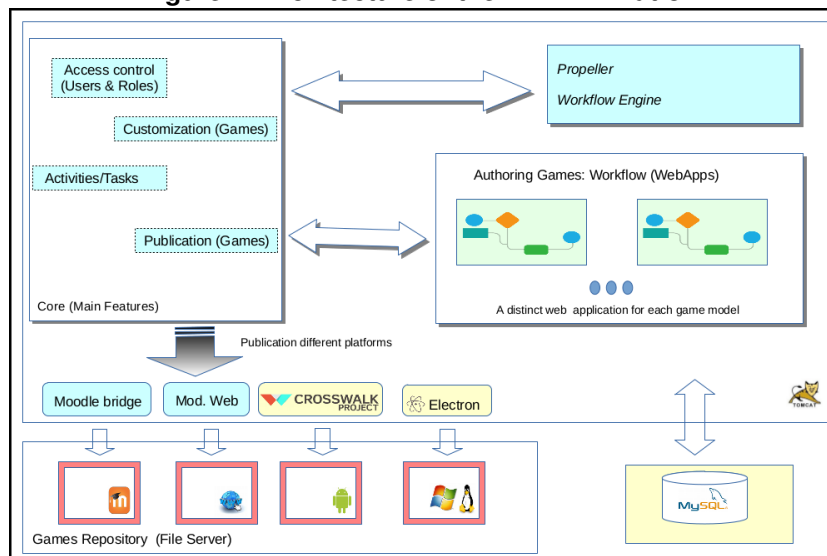 Access control
(Users & Roles)
Customization (Games)
Activities/Tasks
Publication (Games)
Core (Main Features)
Propeller
Workflow Engine
Authoring Games: Workflow (WebApps)
A distinct web application for each game model
Publication different platforms
Moodle bridge
Mod. Web
CROSSWALK
PROJECT
Electron
TOMCAT
Games Repository (File Server)
MySQL